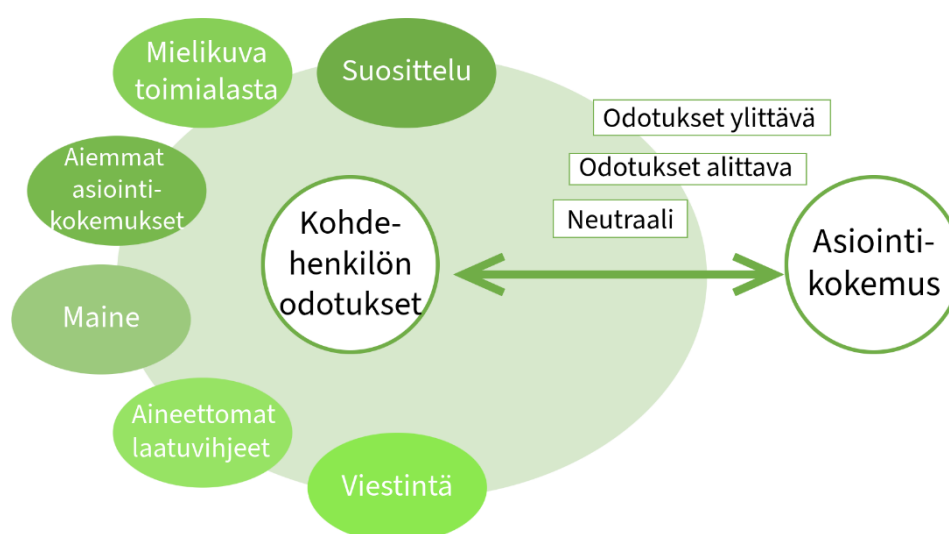 Mielikuva
toimialasta
Suosittelu
Aiemmat
asiointi-
kokemukset
Maine
Aineettomat
laatuvihjeet
Viestintä
Kohde-
henkilön
odotukset
Odotukset ylittävä
Odotukset alittava
Neutraali
Asiointi-
kokemus